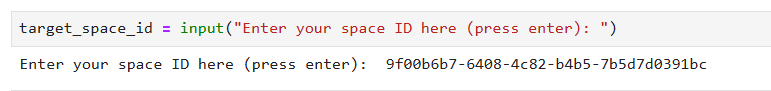 target_space_id = input("Enter your space ID here (press enter): ")
Enter your space ID here (press enter):  9f00b6b7-6408-4c82-b4b5-7b5d7d0391bc